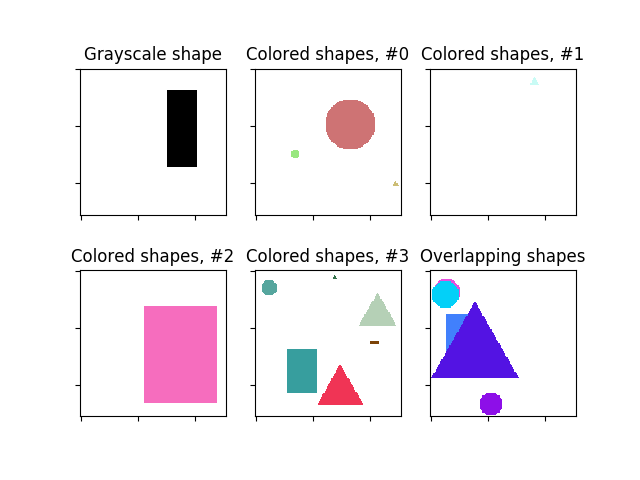 Grayscale shape
Colored shapes, #0
Colored shapes, #1
Colored shapes, #2
Colored shapes, #3
Overlapping shapes